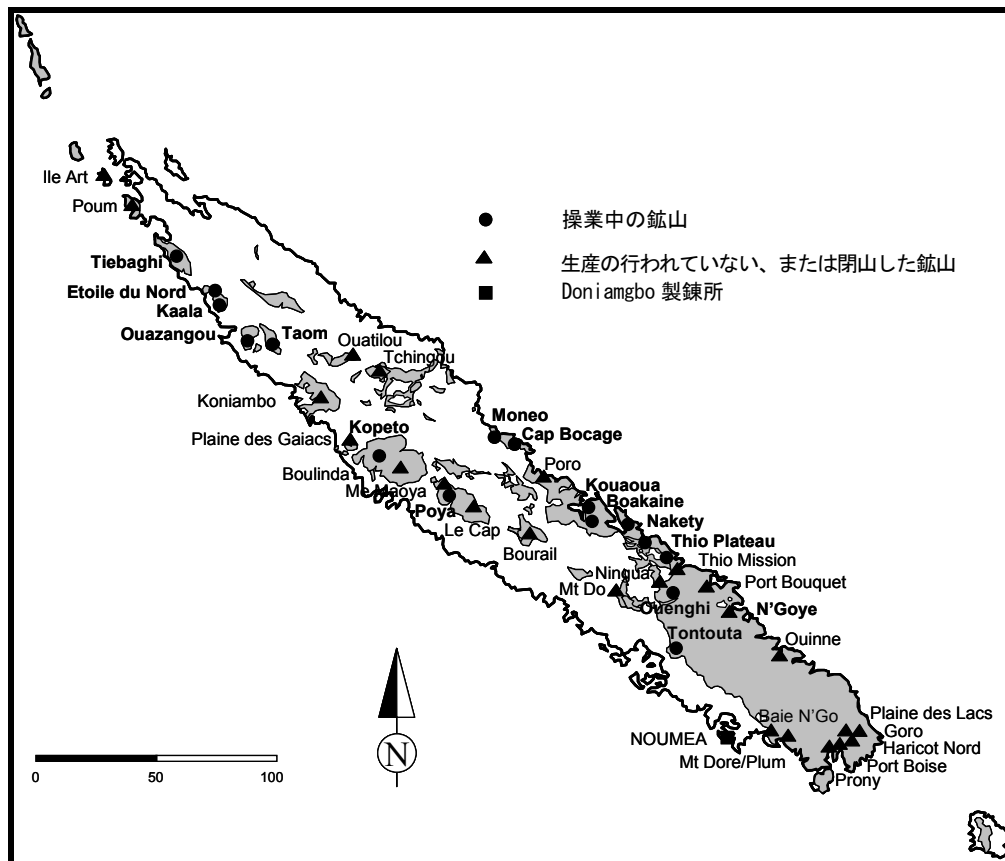 Ile Art
Poum
Tiebaghi
Etoile du Nord
Kaala
Ouazangou
Taom
Ouatilou
Tchingou
Koniambo
Plaine des Gaiacs
Kopeto
Boulinda
Me Maoya
Poya
Le Cap
Bourail
Moneo
Cap Bocage
Poro
Kouaoua
Boakaine
Nakety
Thio Plateau
Thio Mission
Port Bouquet
Ningua
Mt Do
Ouenghi
N'Goye
Tontouta
Ouinne
Baie N'Go
NOUMEA
Mt Dore/Plum
Plaine des Lacs
Goro
Haricot Nord
Port Boise
Prony
操業中の鉱山
生産の行われていない、または閉山した鉱山
Doniamgbo 製錬所
N
0 50 100